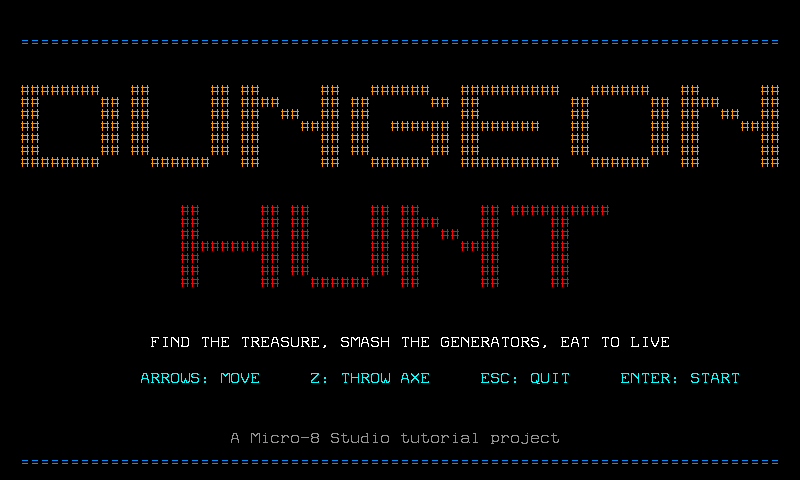 DUNGEON
HUNT
FIND THE TREASURE, SMASH THE GENERATORS, EAT TO LIVE
ARROWS: MOVE     Z: THROW AXE     ESC: QUIT     ENTER: START
A Micro-8 Studio tutorial project